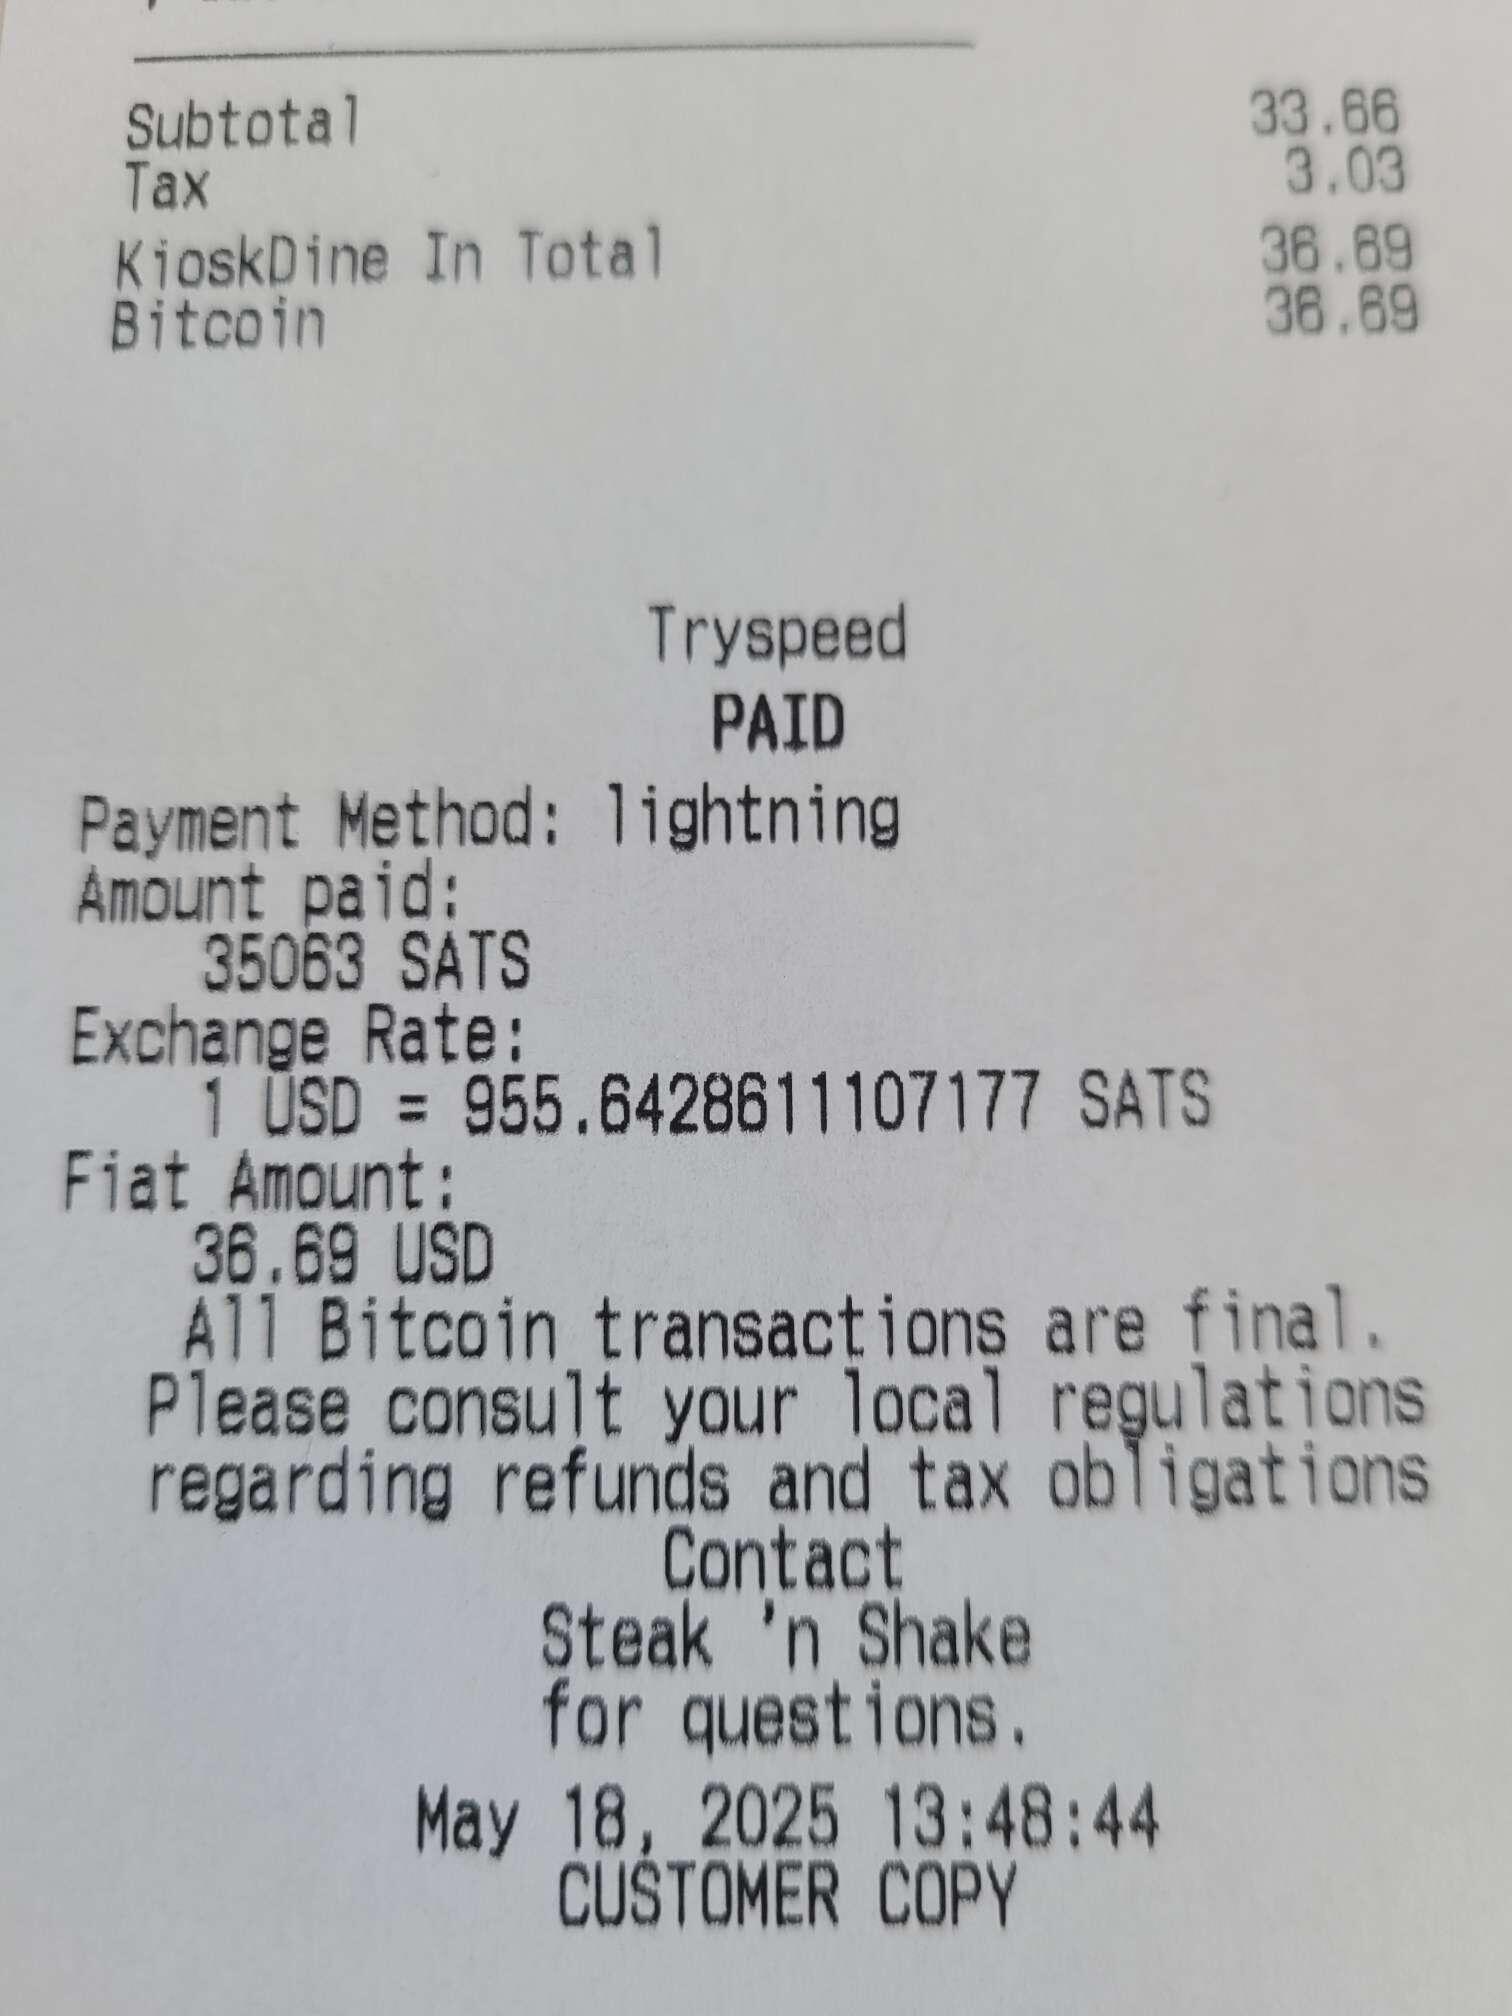 Subtotal 33.66
Tax 3.03
KioskDine In Total 36.69
Bitcoin 36.69
Tryspeed
PAID
Payment Method: lightning
Amount paid:
35063 SATS
Exchange Rate:
1 USD = 955.6428611107177 SATS
Fiat Amount:
36.69 USD
All Bitcoin transactions are final.
Please consult your local regulations
regarding refunds and tax obligations
Contact
Steak 'n Shake
for questions.
May 18, 2025 13:48:44
CUSTOMER COPY